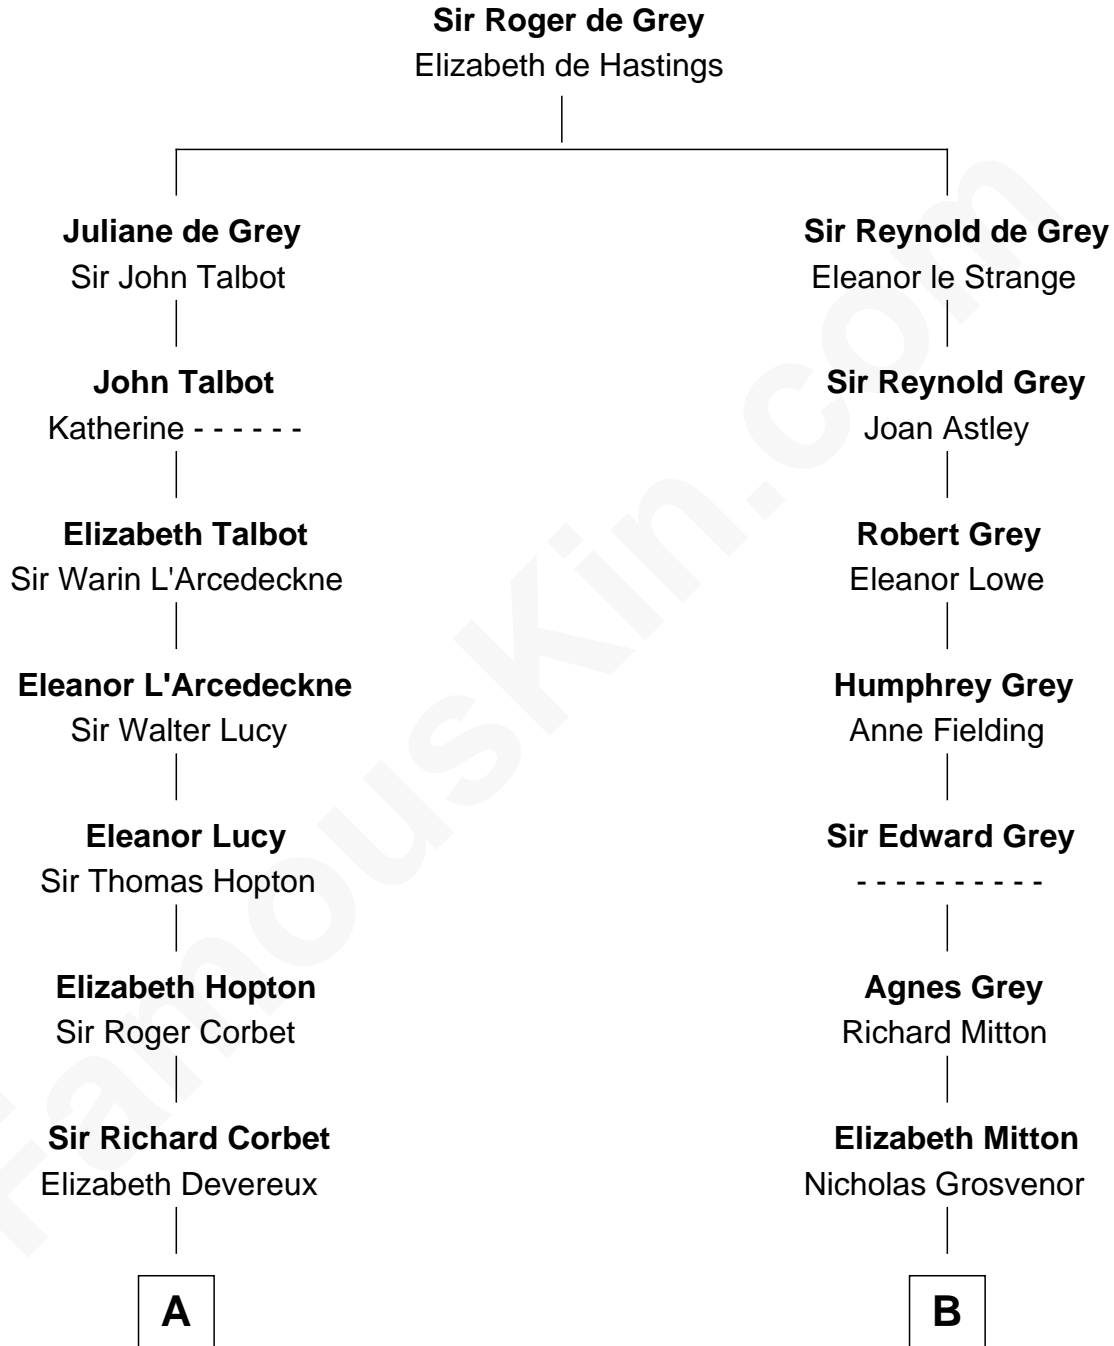 Sir Roger de Grey
Elizabeth de Hastings
Juliane de Grey
Sir John Talbot
John Talbot
Katherine - - - - - -
Elizabeth Talbot
Sir Warin L'Arcedeckne
Eleanor L'Arcedeckne
Sir Walter Lucy
Eleanor Lucy
Sir Thomas Hopton
Elizabeth Hopton
Sir Roger Corbet
Sir Richard Corbet
Elizabeth Devereux
A
Sir Reynold de Grey
Eleanor le Strange
Sir Reynold Grey
Joan Astley
Robert Grey
Eleanor Lowe
Humphrey Grey
Anne Fielding
Sir Edward Grey
- - - - - - - - - -
Agnes Grey
Richard Mitton
Elizabeth Mitton
Nicholas Grosvenor
B
FamousKin.com